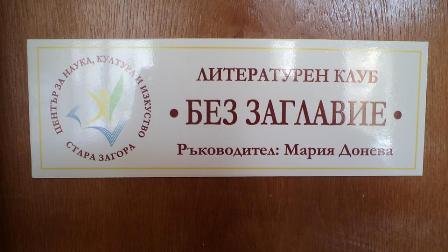 ЦЕНТЪР ЗА НАУКА, КУЛТУРА И ИЗКУСТВО
СТАРА ЗАГОРА
ЛИТЕРАТУРЕН КЛУБ
• БЕЗ ЗАГЛАВИЕ •
Ръководител: Мария Донева